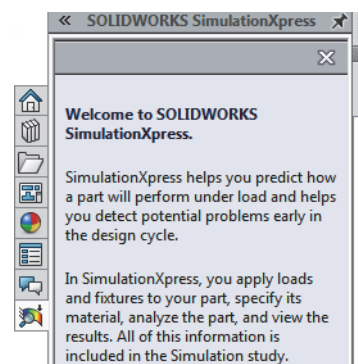 SOLIDWORKS SimulationXpress
Welcome to SOLIDWORKS
SimulationXpress.
SimulationXpress helps you predict how
a part will perform under load and helps
you detect potential problems early in
the design cycle.
In SimulationXpress, you apply loads
and fixtures to your part, specify its
material, analyze the part, and view the
results. All of this information is
included in the Simulation study.